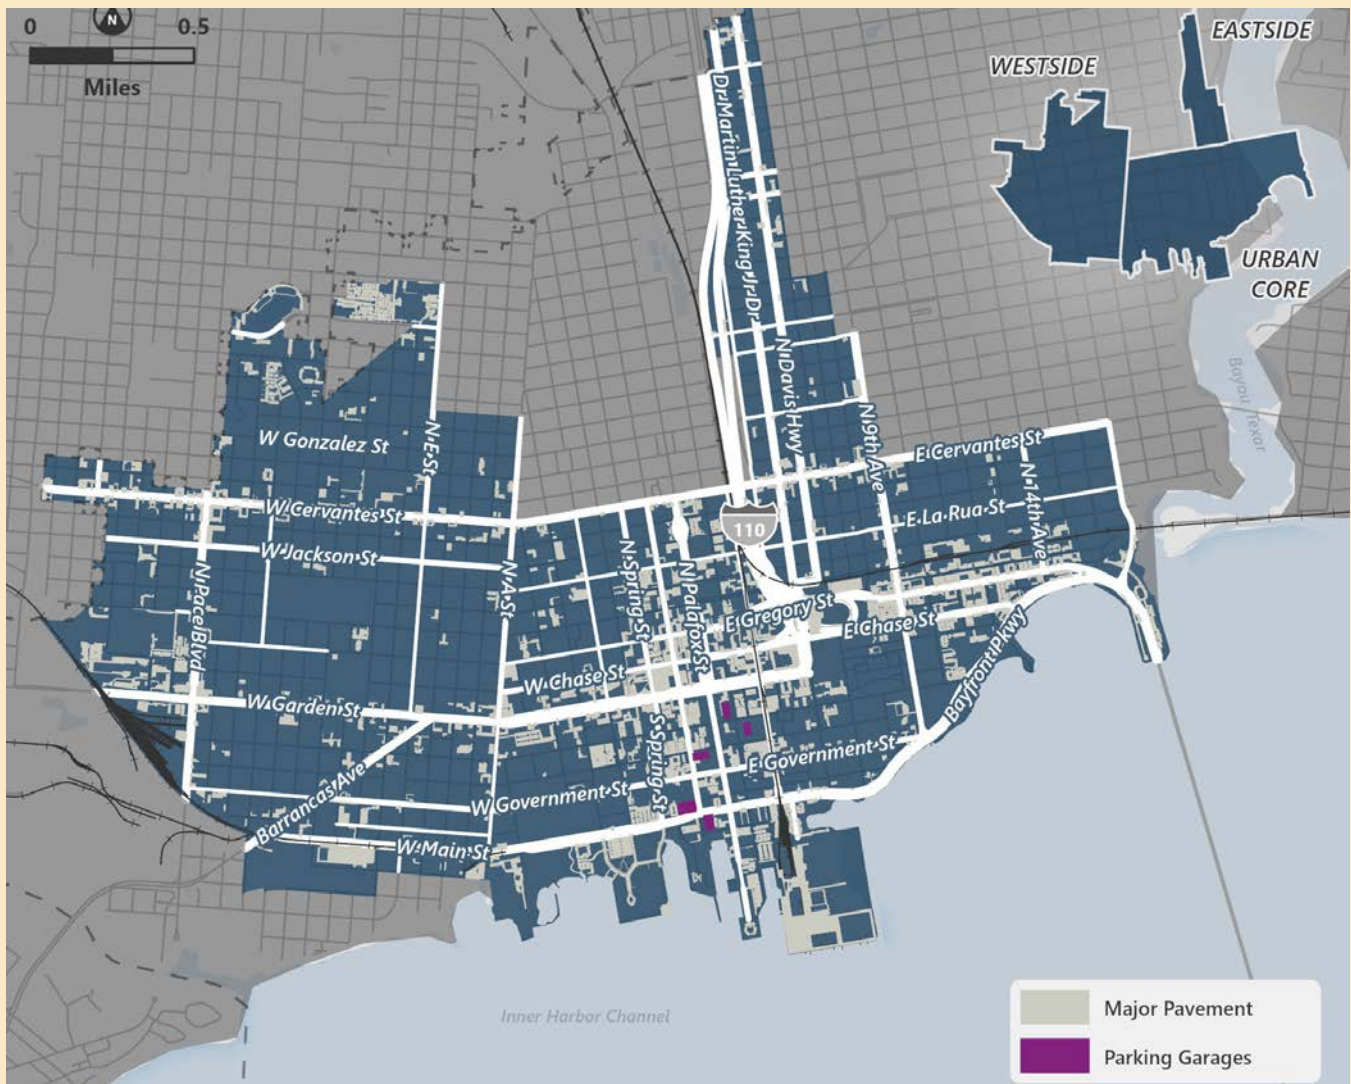 N
0 0.5
Miles
EASTSIDE
WESTSIDE
URBAN
CORE
Dr Martin Luther King Jr Dr
N Davis Hwy
N 9th Ave
Bayou Texar
N E St
W Gonzalez St
E Cervantes St
N 14th Ave
W Cervantes St
E La Rua St
110
W Jackson St
N Pace Blvd
N A St
N Spring St
N Palafox St
E Gregory St
E Chase St
Bayfront Pkwy
W Chase St
W Garden St
S Spring St
E Government St
W Government St
Barrancas Ave
W Main St
Inner Harbor Channel
Major Pavement
Parking Garages